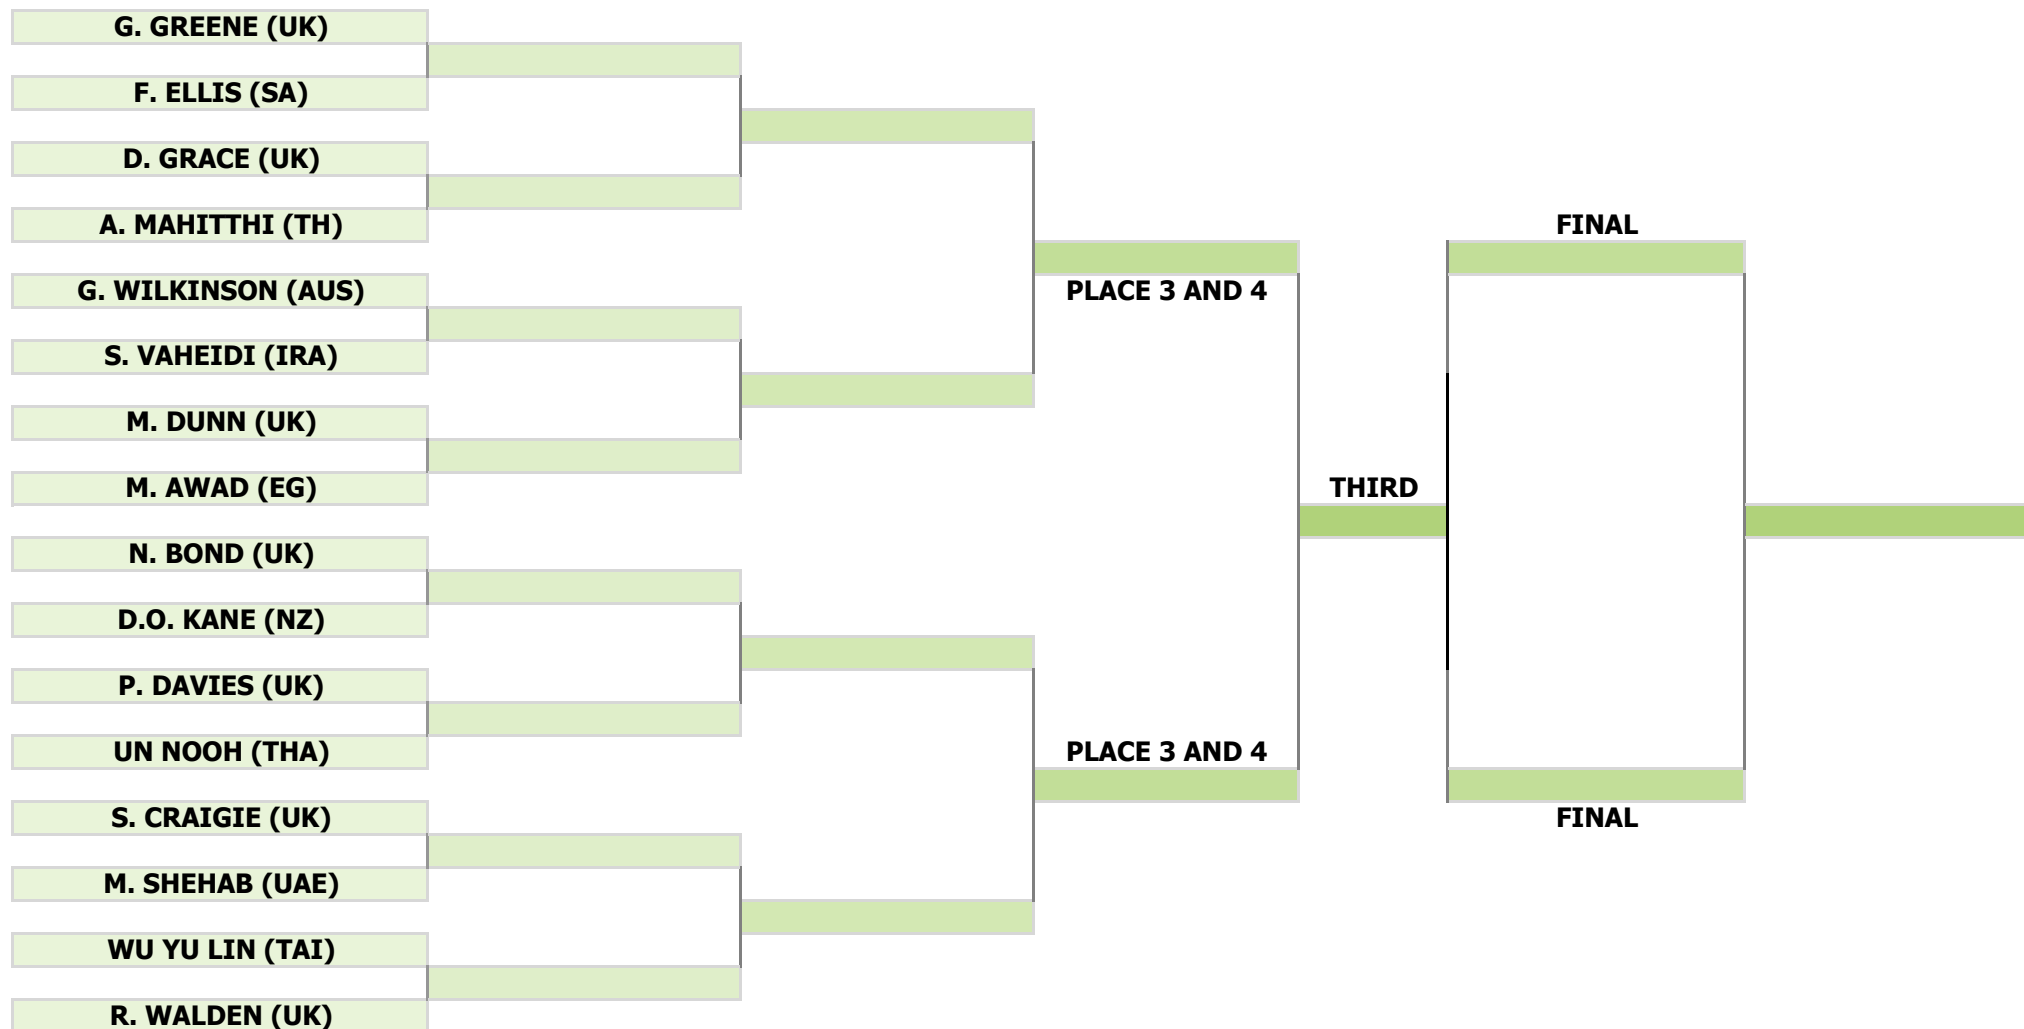 G. GREENE (UK)
F. ELLIS (SA)
D. GRACE (UK)
A. MAHITTHI (TH)
FINAL
G. WILKINSON (AUS)
PLACE 3 AND 4
S. VAHEIDI (IRA)
M. DUNN (UK)
M. AWAD (EG)
THIRD
N. BOND (UK)
D.O. KANE (NZ)
P. DAVIES (UK)
UN NOOH (THA)
PLACE 3 AND 4
S. CRAIGIE (UK)
FINAL
M. SHEHAB (UAE)
WU YU LIN (TAI)
R. WALDEN (UK)